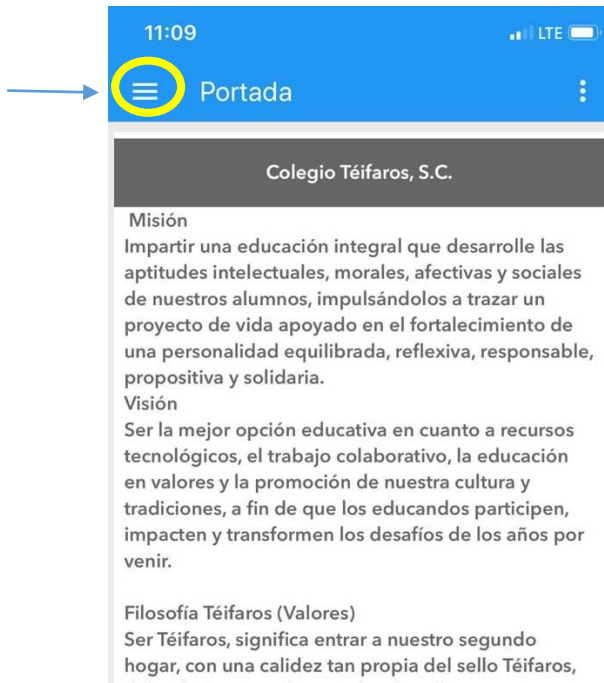 11:09
LTE
Portada
Colegio Téifaros, S.C.
Misión
Impartir una educación integral que desarrolle las
aptitudes intelectuales, morales, afectivas y sociales
de nuestros alumnos, impulsándolos a trazar un
proyecto de vida apoyado en el fortalecimiento de
una personalidad equilibrada, reflexiva, responsable,
propositiva y solidaria.
Visión
Ser la mejor opción educativa en cuanto a recursos
tecnológicos, el trabajo colaborativo, la educación
en valores y la promoción de nuestra cultura y
tradiciones, a fin de que los educandos participen,
impacten y transformen los desafíos de los años por
venir.
Filosofía Téifaros (Valores)
Ser Téifaros, significa entrar a nuestro segundo
hogar, con una calidez tan propia del sello Téifaros,